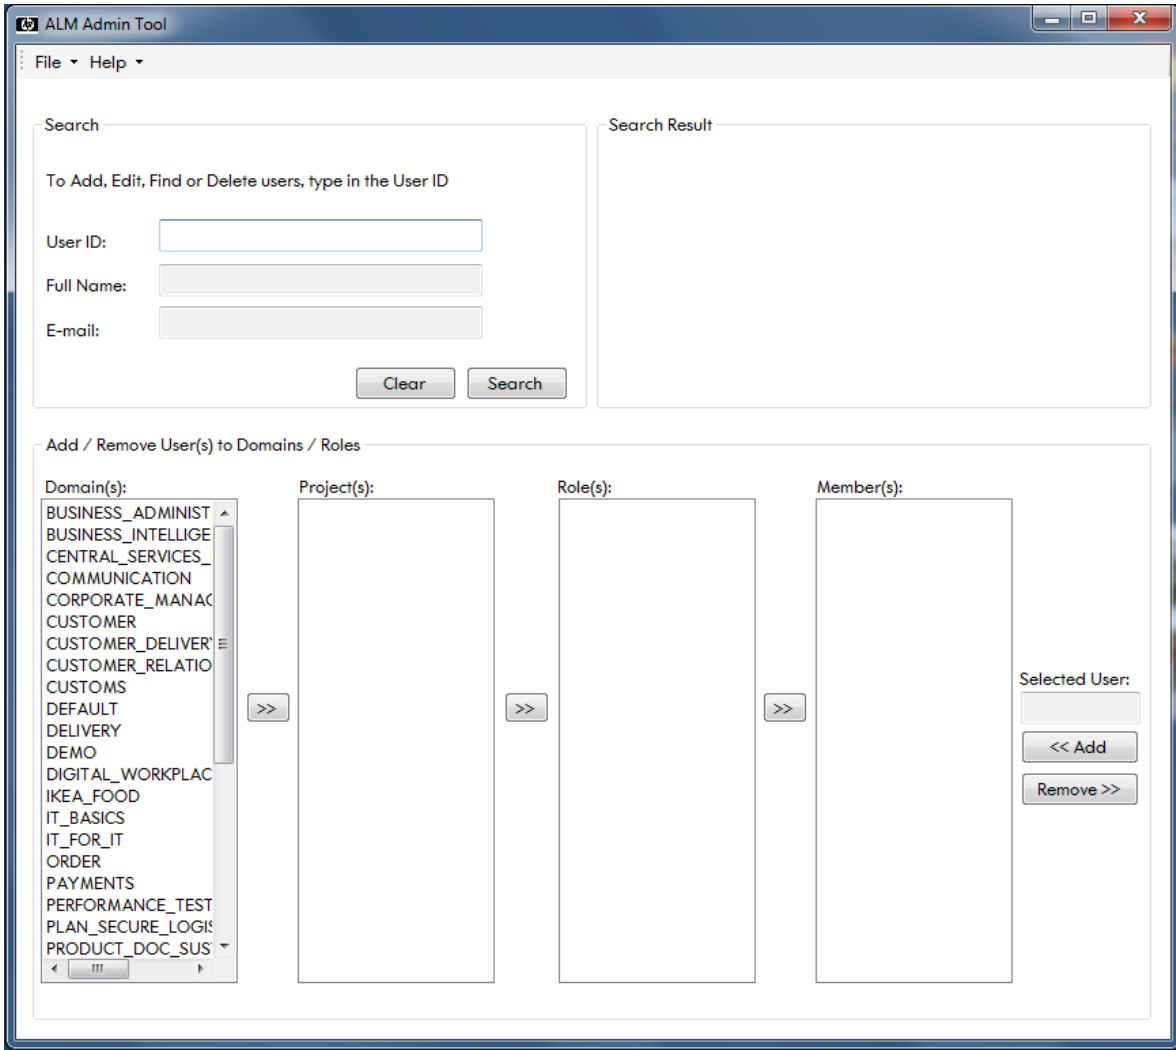 ALM Admin Tool
File Help
Search
To Add, Edit, Find or Delete users, type in the User ID
User ID:
Full Name:
E-mail:
Clear Search
Search Result
Add / Remove User(s) to Domains / Roles
Domain(s):
BUSINESS_ADMINIST
BUSINESS_INTELLIGE
CENTRAL_SERVICES_
COMMUNICATION
CORPORATE_MANAC
CUSTOMER
CUSTOMER_DELIVER
CUSTOMER_RELATIO
CUSTOMS
DEFAULT
DELIVERY
DEMO
DIGITAL_WORKPLAC
IKEA_FOOD
IT_BASICS
IT_FOR_IT
ORDER
PAYMENTS
PERFORMANCE_TEST
PLAN_SECURE_LOGIS
PRODUCT_DOC_SUS
>>
Project(s):
>>
Role(s):
>>
Member(s):
Selected User:
<< Add
Remove >>